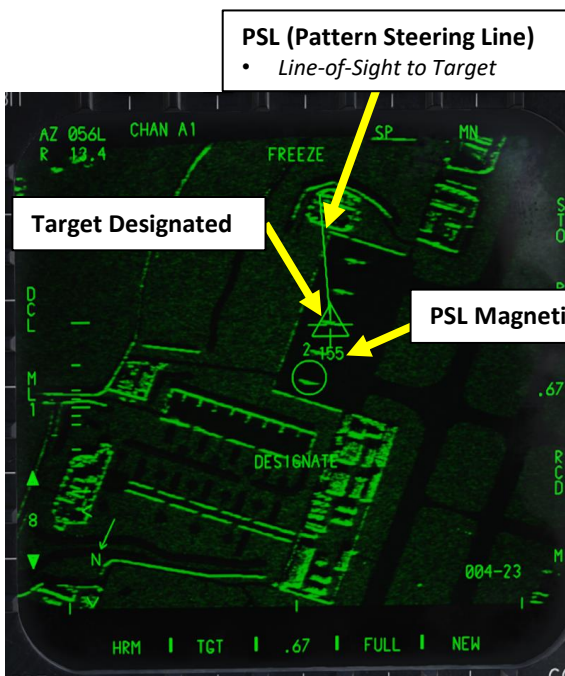 PSL (Pattern Steering Line)
• Line-of-Sight to Target
AZ 056L CHAN A1 SP MN
R 13.4 FREEZE
Target Designated
S
T
O
D
C
L
PSL Magneti
2-155
M
L
1
.67
DESIGNATE
R
C
D
8
N
M
004-23
HRM TGT .67 FULL NEW